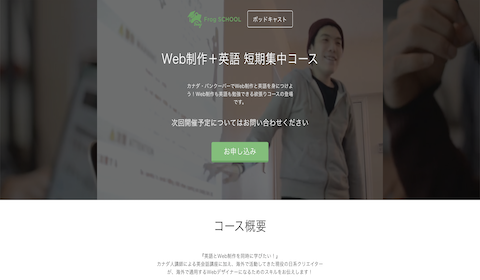 Frog SCHOOL
ポッドキャスト
Web制作＋英語 短期集中コース
カナダ・バンクーバーでWeb制作と英語を身につけよ
う！Web制作も英語も勉強できる欲張りコースの登場
です。
次回開催予定についてはお問い合わせください
お申し込み
コース概要
『英語とWeb制作を同時に学びたい！』
カナダ人講師による英会話講座に加え、海外で活動してきた現役の日系クリエイター
が、海外で通用するWebデザイナーになるためのスキルをお伝えします！